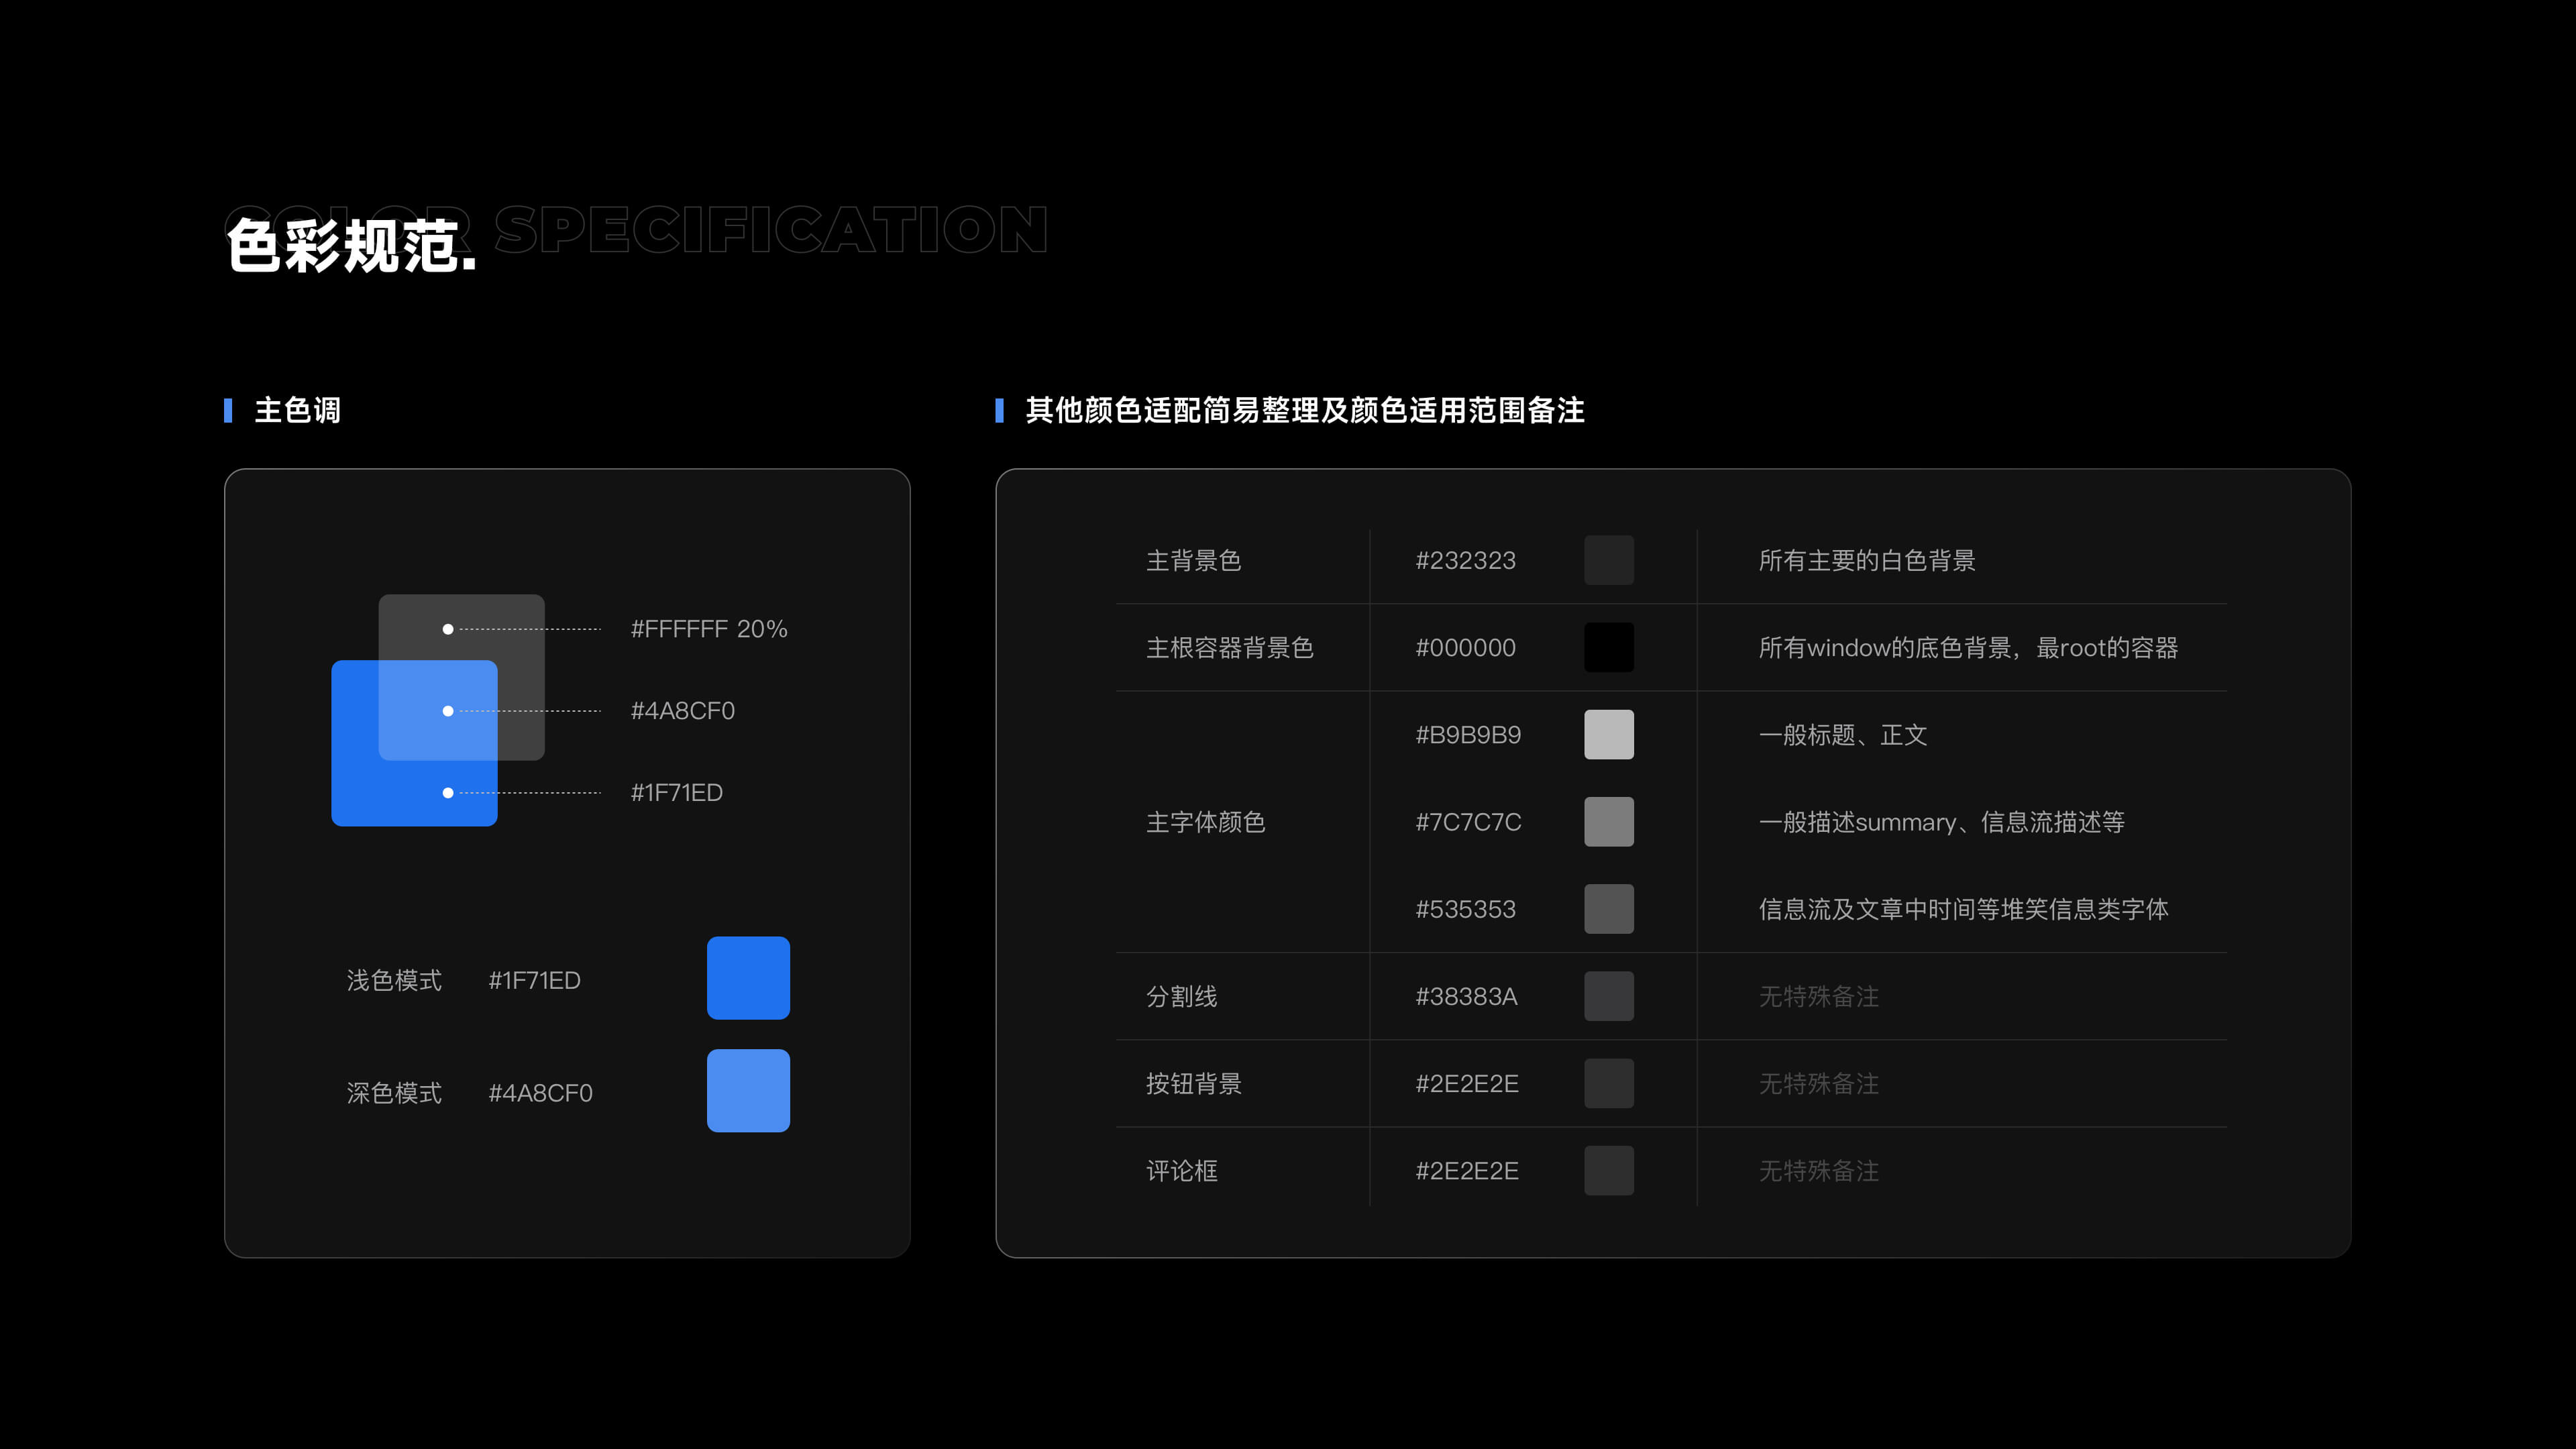 COLOR SPECIFICATION
色彩规范.
主色调
#FFFFFF 20%
#4A8CF0
#1F71ED
浅色模式 #1F71ED
深色模式 #4A8CF0
其他颜色适配简易整理及颜色适用范围备注
主背景色 #232323 所有主要的白色背景
主根容器背景色 #000000 所有window的底色背景，最root的容器
#B9B9B9 一般标题、正文
主字体颜色 #7C7C7C 一般描述summary、信息流描述等
#535353 信息流及文章中时间等堆笑信息类字体
分割线 #38383A 无特殊备注
按钮背景 #2E2E2E 无特殊备注
评论框 #2E2E2E 无特殊备注